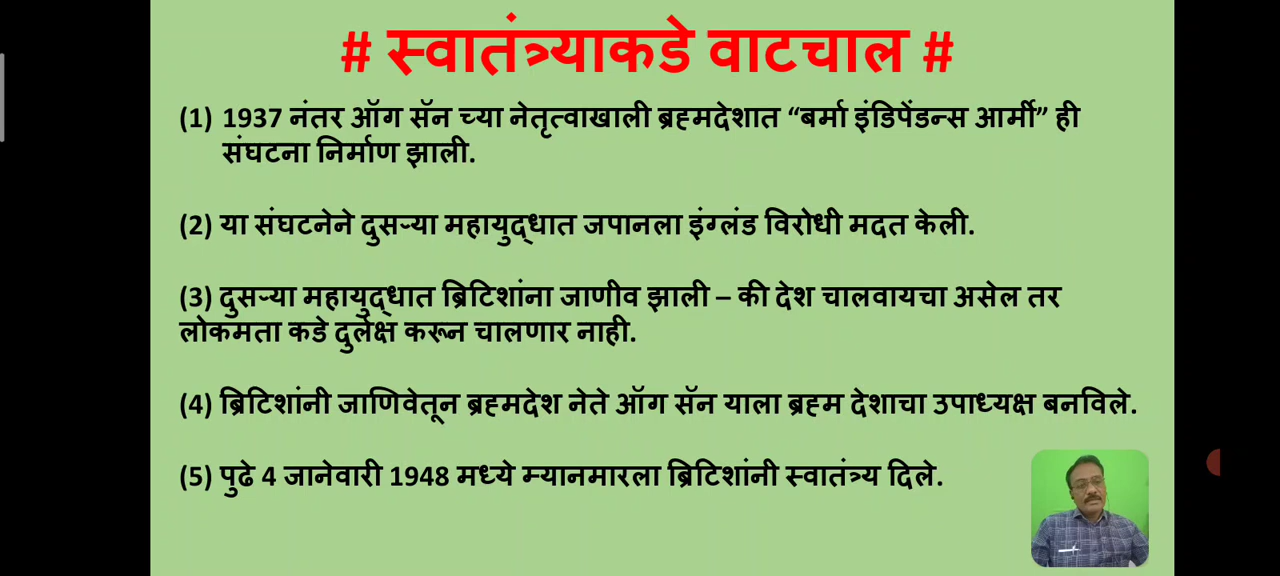 # स्वातंत्र्याकडे वाटचाल #
(1) 1937 नंतर ऑग सॅन च्या नेतृत्वाखाली ब्रह्मदेशात “बर्मा इंडिपेंडन्स आर्मी” ही
संघटना निर्माण झाली.
(2) या संघटनेने दुसऱ्या महायुद्धात जपानला इंग्लंड विरोधी मदत केली.
(3) दुसऱ्या महायुद्धात ब्रिटिशांना जाणीव झाली – की देश चालवायचा असेल तर
लोकमता कडे दुर्लक्ष करून चालणार नाही.
(4) ब्रिटिशांनी जाणिवेतून ब्रह्मदेश नेते ऑग सॅन याला ब्रह्म देशाचा उपाध्यक्ष बनविले.
(5) पुढे 4 जानेवारी 1948 मध्ये म्यानमारला ब्रिटिशांनी स्वातंत्र्य दिले.